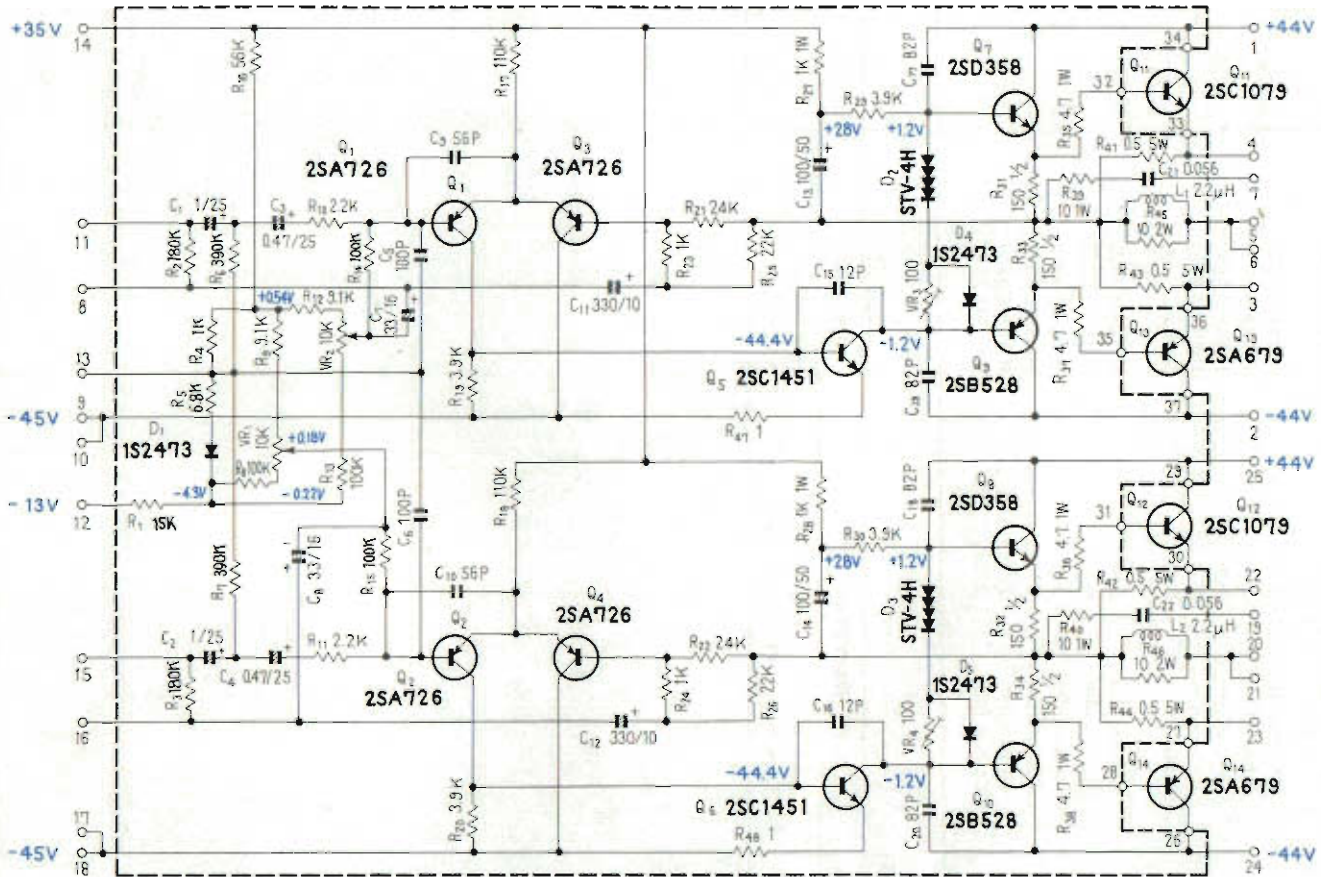 +35V
14
R16 56K
R17 110K
R27 1K 1W
C17 82P
Q7
2SD358
34
1
+44V
Q11
32
Q11
2SC1079
33
R35 4.7 1W
R29 3.9K
+28V
+1.2V
C13 100/50
D2
STV-4H
R31
150 ½
R41 0.5 5W
4
C21 0.056
7
R39
10 1W
L1 2.2μH
R45
10 2W
5
6
R43 0.5 5W
3
Q1
2SA726
Q3
2SA726
C9 56P
Q1
11
C1 1/25
C3
0.47/25
R10 2.2K
R2 180K
R6 390K
R14 100K
C5
100P
R21 24K
R23 1K
R25 22K
8
C11 330/10
D4
1S2473
R33
150 ½
VR3 100
C15 12P
+0.54V
R12 9.1K
R4 1K
R9 9.1K
VR2 10K
C7
33/16
13
R5
6.8K
R19 3.9K
-44.4V
Q5
2SC1451
-1.2V
Q9
2SB528
C19 82P
R37 4.7 1W
35
Q13
36
Q13
2SA679
37
9
-45V
10
D1
1S2473
VR1
10K
+0.18V
R8 100K
R13
100K
R47 1
2
-44V
-4.3V
-0.22V
-13V
12
R1 15K
R18 110K
R28 1K 1W
C18 82P
Q8
2SD358
29
25
+44V
Q12
31
Q12
2SC1079
30
R36 4.7 1W
R7 390K
C8 33/16
R15 100K
C6 100P
C10 56P
Q4
2SA726
Q2
R30 3.9K
+28V
+1.2V
C14 100/50
D3
STV-4H
R32
150 ½
R42 0.5 5W
22
C22 0.056
19
R40
10 1W
L2 2.2μH
20
R46
10 2W
21
R44 0.5 5W
23
15
C2 1/25
C4 0.47/25
R11 2.2K
R3 180K
Q2
2SA726
R22 24K
R24 1K
R26 22K
16
C12 330/10
D5
1S2473
R34
150 ½
VR4 100
C16 12P
R20 3.9K
-44.4V
Q6
2SC1451
-1.2V
Q10
2SB528
C20 82P
R38 4.7 1W
27
Q14
28
Q14
2SA679
26
17
-45V
18
R48 1
24
-44V